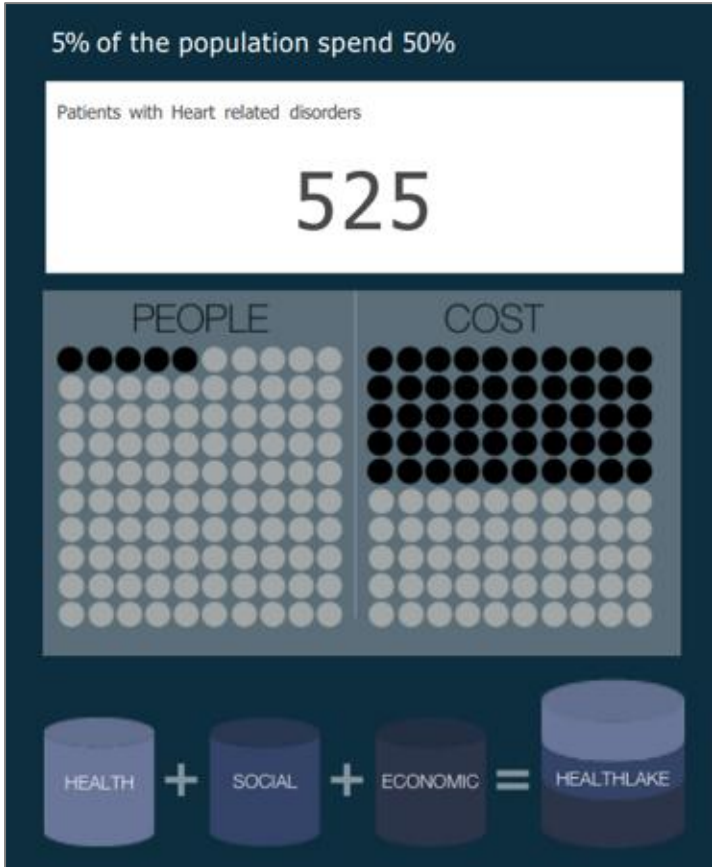 5% of the population spend 50%
Patients with Heart related disorders
525
PEOPLE COST
HEALTH + SOCIAL + ECONOMIC = HEALTHLAKE